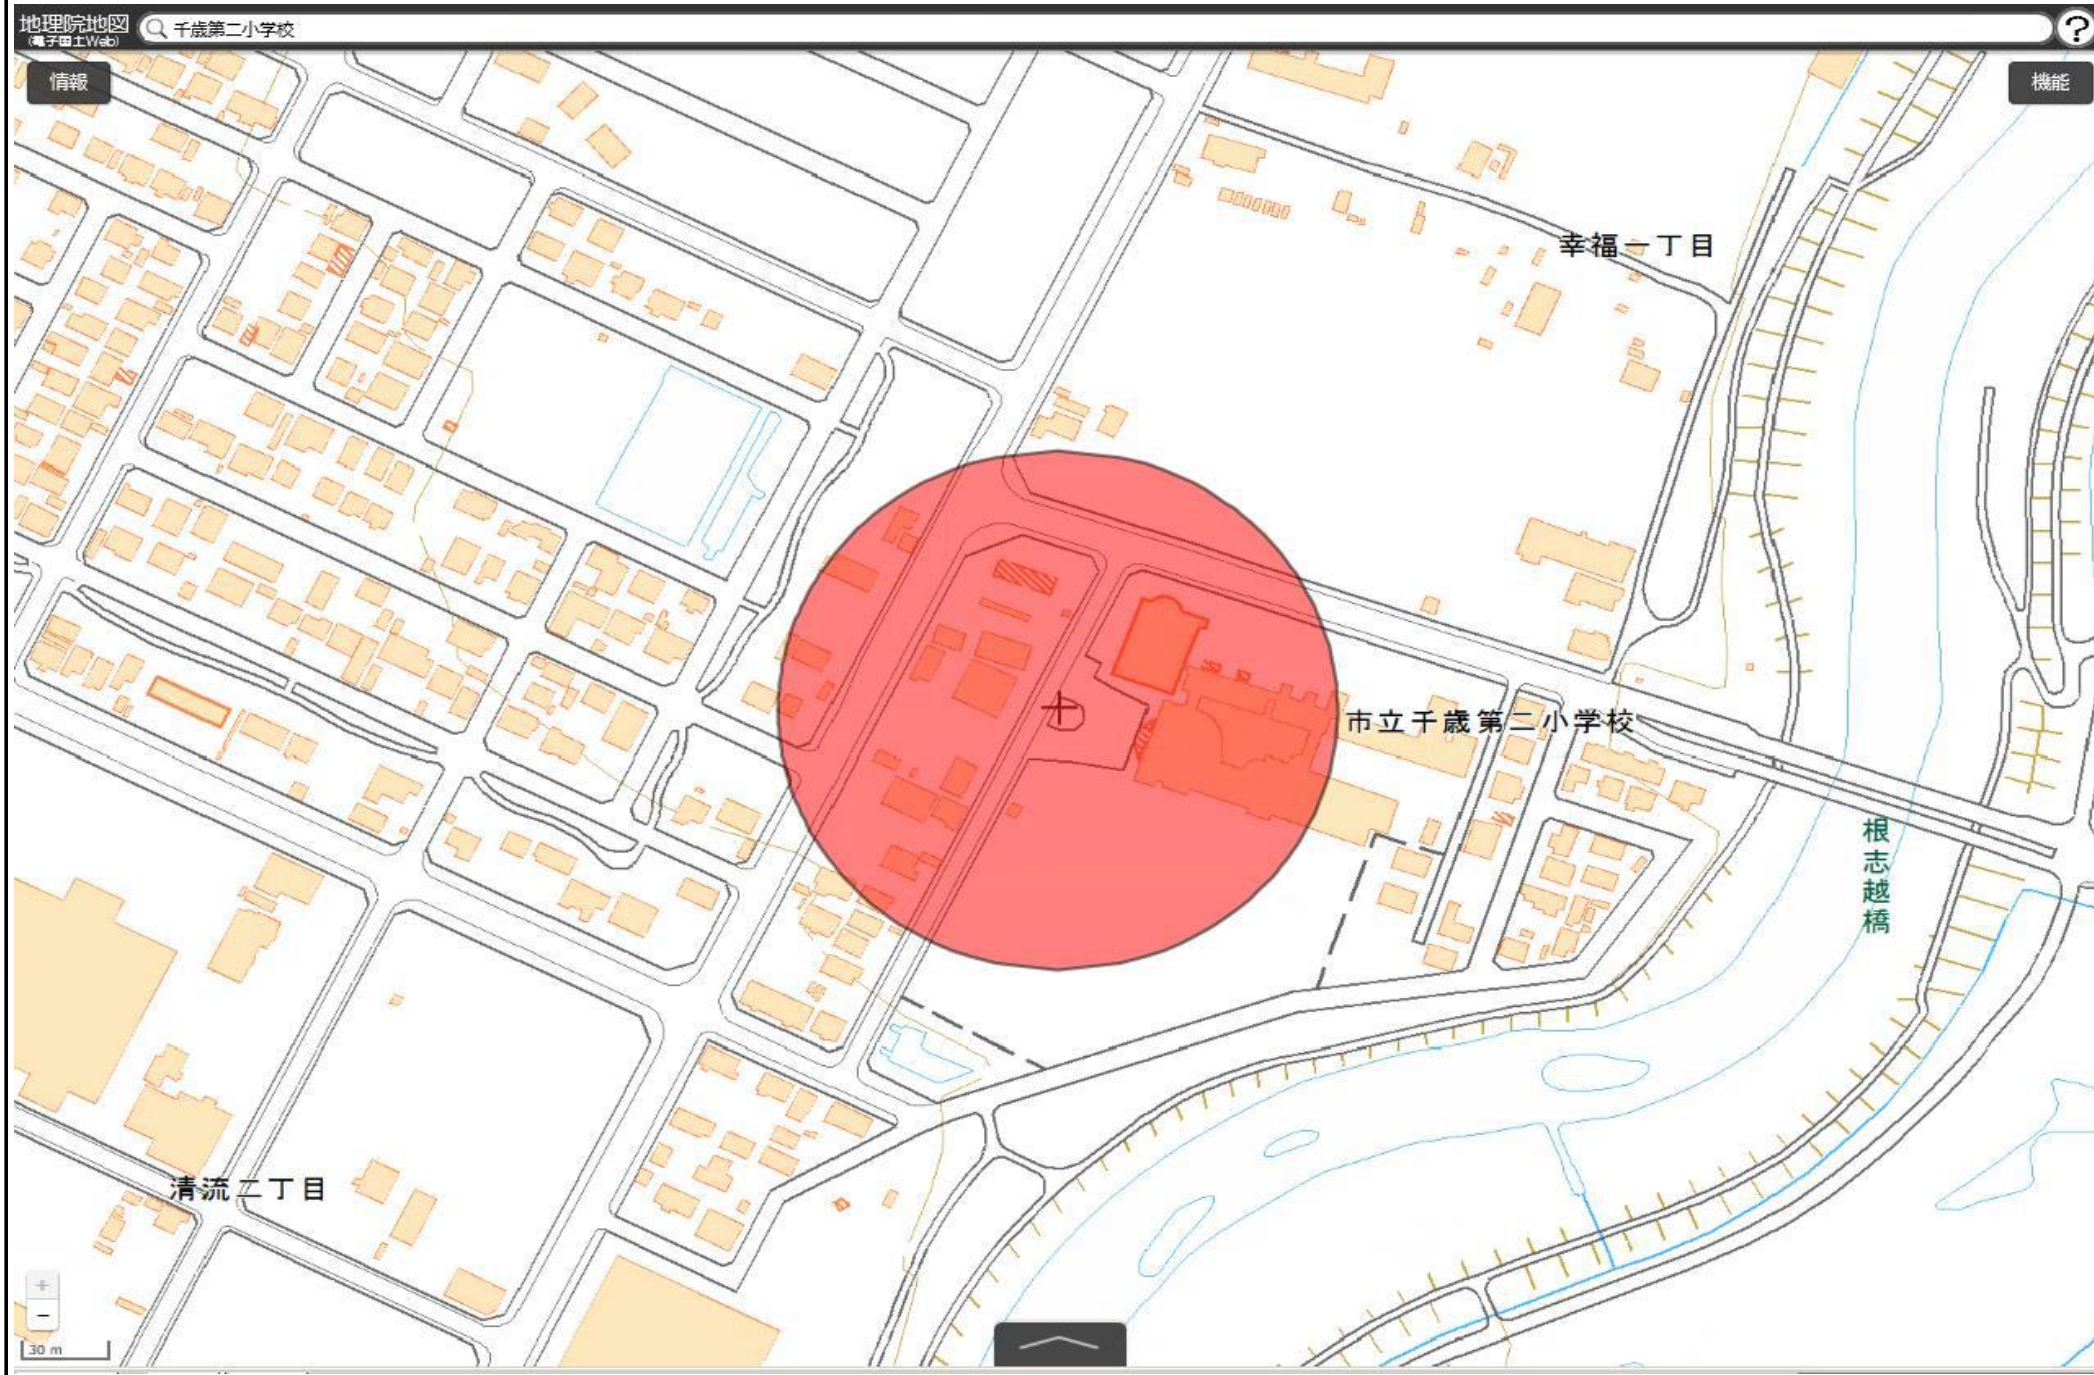 地理院地図
(電子国土Web)
千歳第二小学校
?
情報
機能
幸福一丁目
市立千歳第二小学校
根志越橋
清流二丁目
+
−
30 m